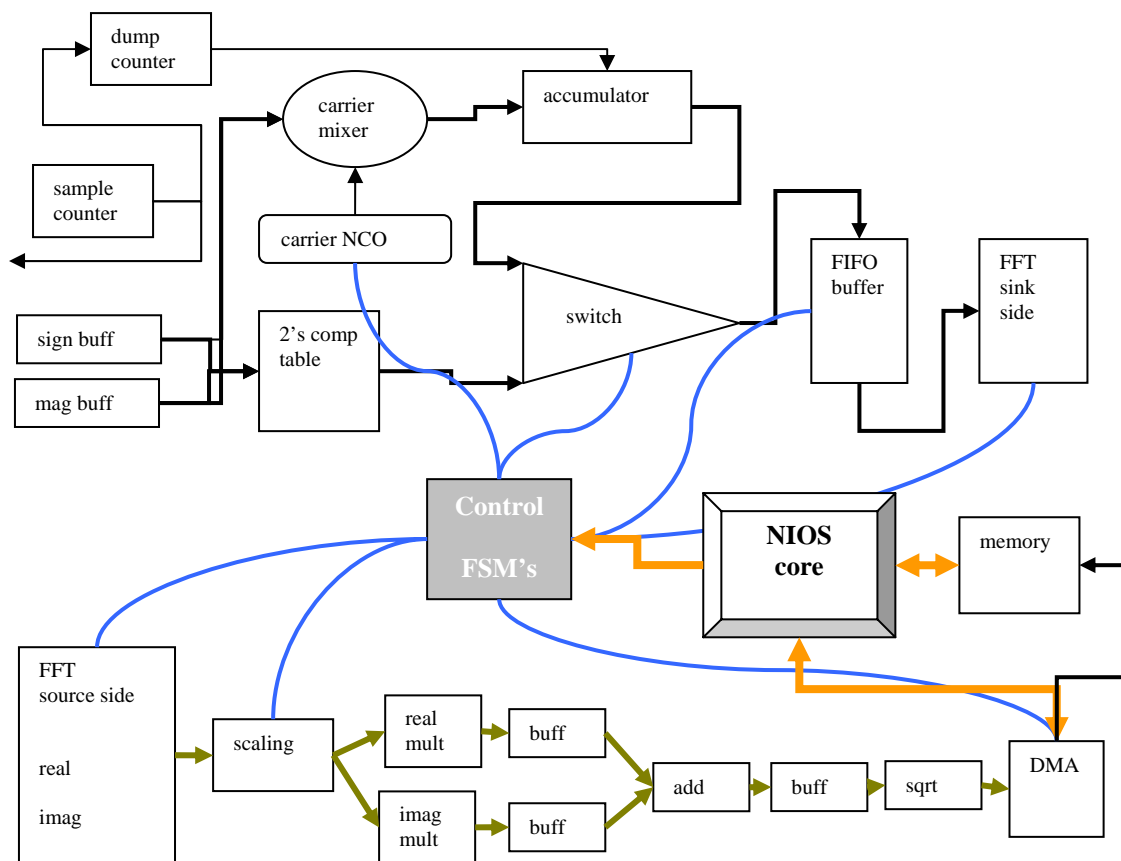 dump
counter
carrier
mixer
accumulator
sample
counter
carrier NCO
FIFO
buffer
FFT
sink
side
switch
sign buff
2's comp
table
mag buff
Control
FSM's
NIOS
core
memory
FFT
source side
real
imag
scaling
real
mult
buff
imag
mult
buff
add
buff
sqrt
DMA